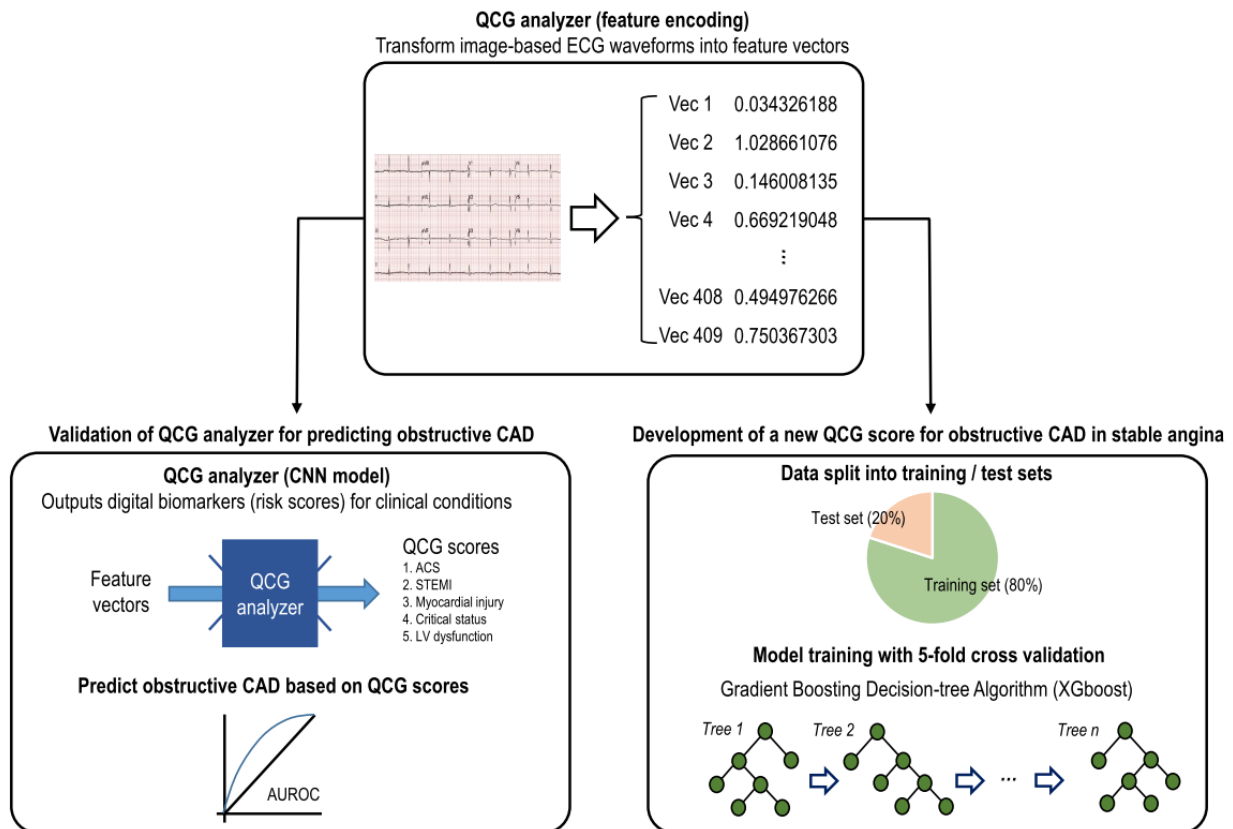 QCG analyzer (feature encoding)
Transform image-based ECG waveforms into feature vectors
Vec 1 0.034326188
Vec 2 1.028661076
Vec 3 0.146008135
Vec 4 0.669219048
...
Vec 408 0.494976266
Vec 409 0.750367303
Validation of QCG analyzer for predicting obstructive CAD
QCG analyzer (CNN model)
Outputs digital biomarkers (risk scores) for clinical conditions
Feature
vectors
QCG
analyzer
QCG scores
1. ACS
2. STEMI
3. Myocardial injury
4. Critical status
5. LV dysfunction
Predict obstructive CAD based on QCG scores
AUROC
Development of a new QCG score for obstructive CAD in stable angina
Data split into training / test sets
Test set (20%)
Training set (80%)
Model training with 5-fold cross validation
Gradient Boosting Decision-tree Algorithm (XGboost)
Tree 1
Tree 2
...
Tree n